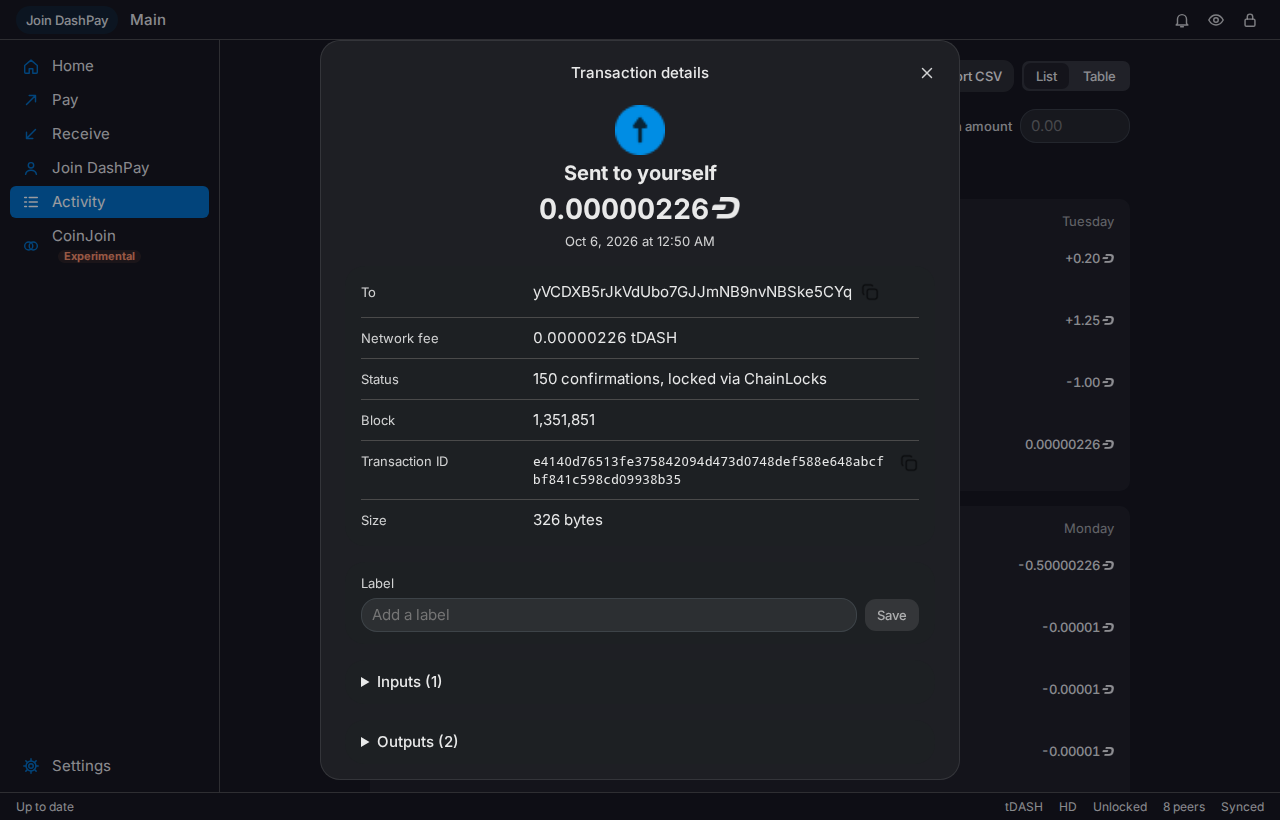 Join DashPay Main
Home
Pay
Receive
Join DashPay
Activity
CoinJoin
Experimental
Settings
Transaction details
Sent to yourself
0.00000226
Oct 6, 2026 at 12:50 AM
To yVCDXB5rJkVdUbo7GJJmNB9nvNBSke5CYq
Network fee 0.00000226 tDASH
Status 150 confirmations, locked via ChainLocks
Block 1,351,851
Transaction ID e4140d76513fe375842094d473d0748def588e648abcf
bf841c598cd09938b35
Size 326 bytes
Label
Add a label Save
Inputs (1)
Outputs (2)
CSV List Table
amount 0.00
Tuesday
+0.20
+1.25
-1.00
0.00000226
Monday
-0.50000226
-0.00001
-0.00001
-0.00001
Up to date tDASH HD Unlocked 8 peers Synced